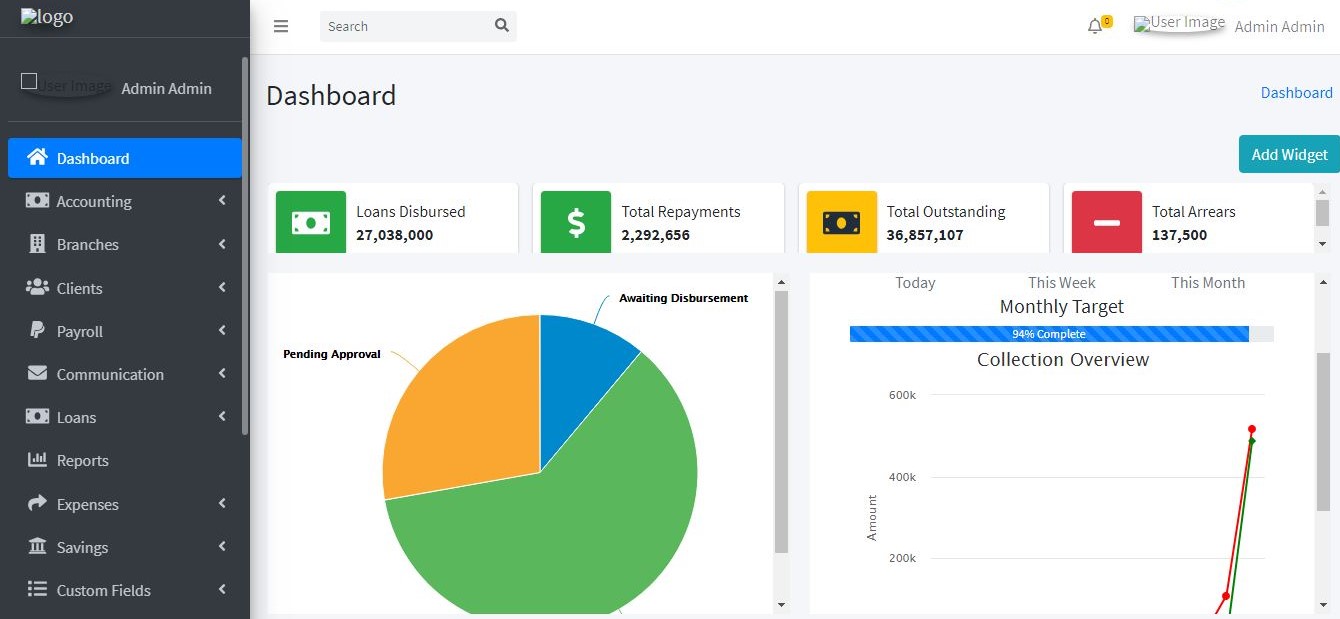 logo
User Image
Admin Admin
Dashboard
Accounting
Branches
Clients
Payroll
Communication
Loans
Reports
Expenses
Savings
Custom Fields
Search
0
User Image
Admin Admin
Dashboard
Dashboard
Add Widget
Loans Disbursed
27,038,000
Total Repayments
2,292,656
Total Outstanding
36,857,107
Total Arrears
137,500
Awaiting Disbursement
Pending Approval
Today This Week This Month
Monthly Target
94% Complete
Collection Overview
600k
400k
200k
Amount